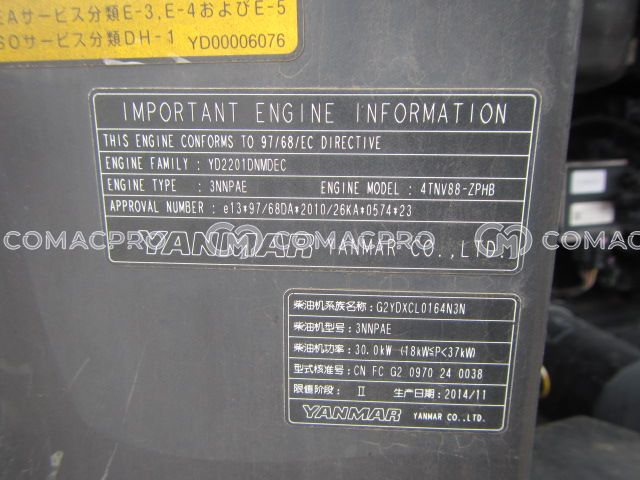 EAサービス分類E-3,E-4およびE-5
SOサービス分類DH-1 YD00006076
IMPORTANT ENGINE INFORMATION
THIS ENGINE CONFORMS TO 97/68/EC DIRECTIVE
ENGINE FAMILY : YD2201DNMDEC
ENGINE TYPE : 3NNPAE ENGINE MODEL : 4TNV88-ZPHB
APPROVAL NUMBER : e13*97/68DA*2010/26KA*0574*23
COMACPRO COMACPRO COMACPRO
YANMAR YANMAR CO.,LTD.
柴油机系族名称:G2YDXCL0164N3N
柴油机型号:3NNPAE
柴油机功率:30.0kW (18kW≦P<37kW)
型式核准号:CN FC G2 0970 24 0038
限值阶段: Ⅱ 生产日期:2014/11
YANMAR YANMAR CO.,LTD.